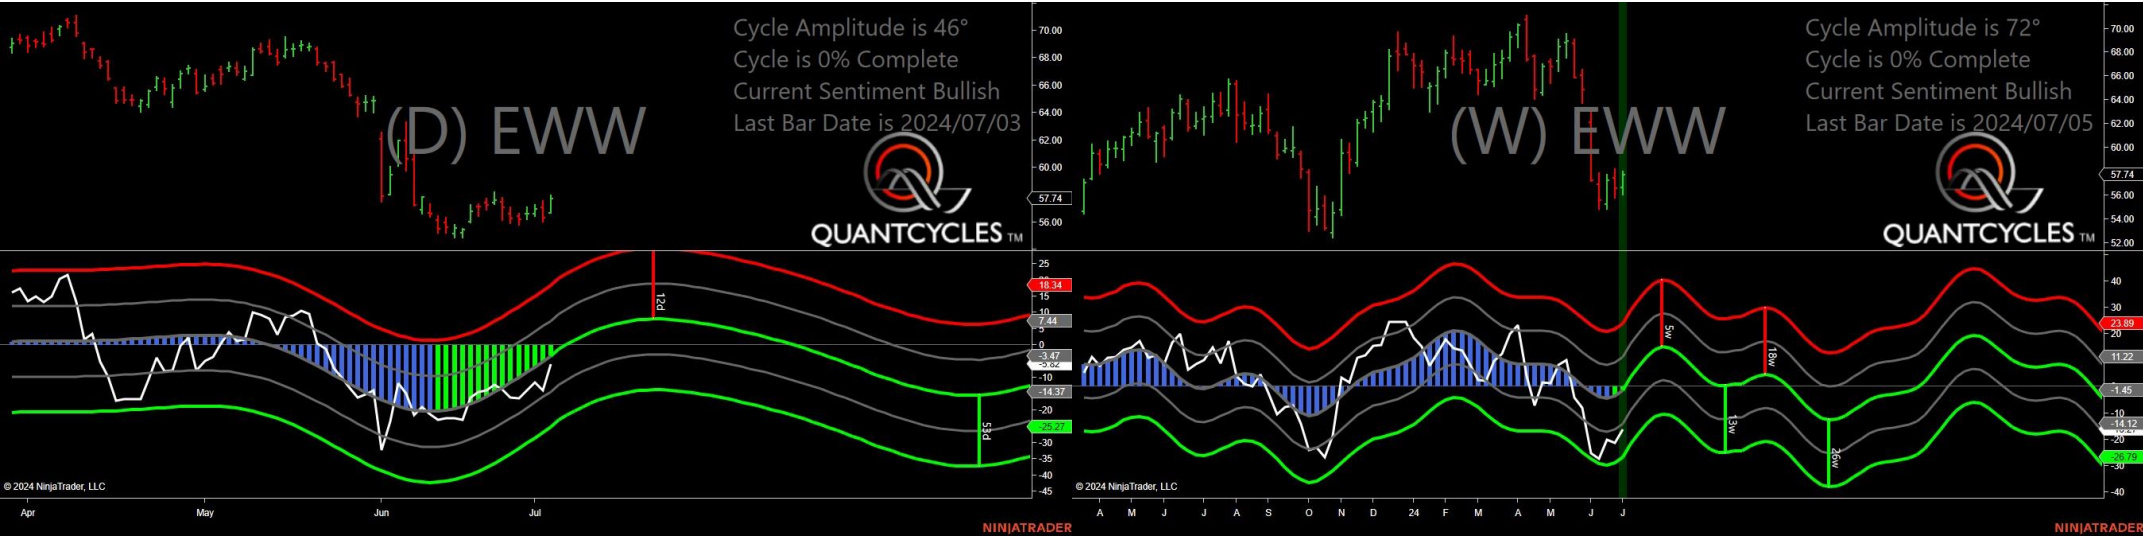 Cycle Amplitude is 46°
Cycle is 0% Complete
Current Sentiment Bullish
Last Bar Date is 2024/07/03
(D) EWW
QUANTCYCLES TM
70.00
68.00
66.00
64.00
62.00
60.00
57.74
56.00
25
18.34
15
10
7.44
5
0
-3.47
-10
-14.37
-20
-25.27
-30
-35
-40
-45
12d
53d
© 2024 NinjaTrader, LLC
Apr May Jun Jul
NINJATRADER
Cycle Amplitude is 72°
Cycle is 0% Complete
Current Sentiment Bullish
Last Bar Date is 2024/07/05
(W) EWW
QUANTCYCLES TM
70.00
68.00
66.00
64.00
62.00
60.00
57.74
56.00
54.00
52.00
40
30
23.89
20
11.22
-1.45
-10
-14.12
-20
-26.79
-30
-40
5w
18w
13w
26w
© 2024 NinjaTrader, LLC
A M J J A S O N D 24 F M A M J J
NINJATRADER